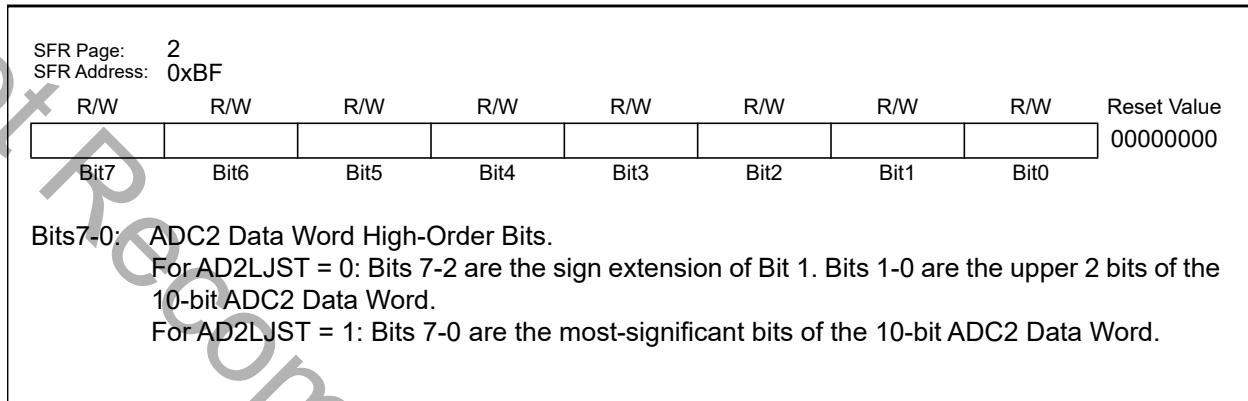 SFR Page: 2
SFR Address: 0xBF
R/W R/W R/W R/W R/W R/W R/W R/W Reset Value
00000000
Bit7 Bit6 Bit5 Bit4 Bit3 Bit2 Bit1 Bit0
Bits7-0: ADC2 Data Word High-Order Bits.
For AD2LJST = 0: Bits 7-2 are the sign extension of Bit 1. Bits 1-0 are the upper 2 bits of the
10-bit ADC2 Data Word.
For AD2LJST = 1: Bits 7-0 are the most-significant bits of the 10-bit ADC2 Data Word.